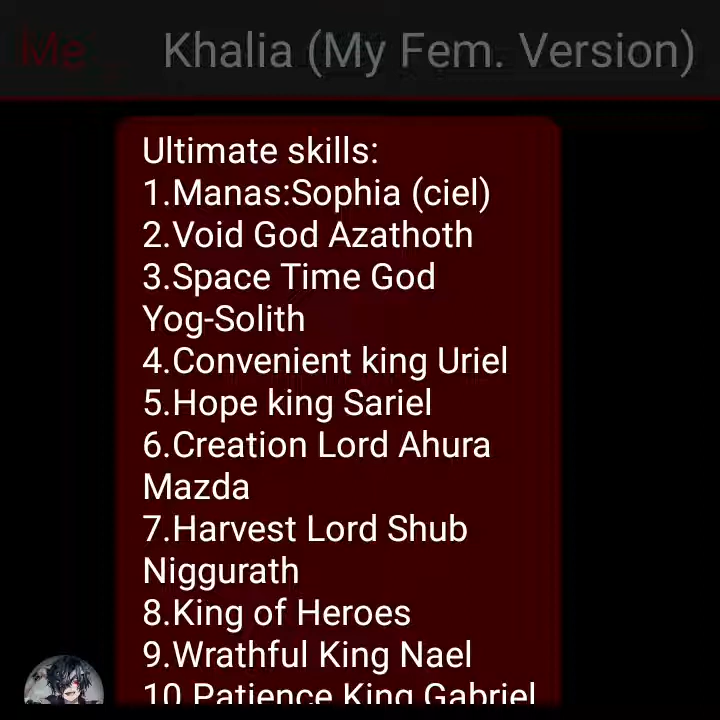 Me
Khalia (My Fem. Version)
Ultimate skills:
1.Manas:Sophia (ciel)
2.Void God Azathoth
3.Space Time God
Yog-Solith
4.Convenient king Uriel
5.Hope king Sariel
6.Creation Lord Ahura
Mazda
7.Harvest Lord Shub
Niggurath
8.King of Heroes
9.Wrathful King Nael
10.Patience King Gabriel